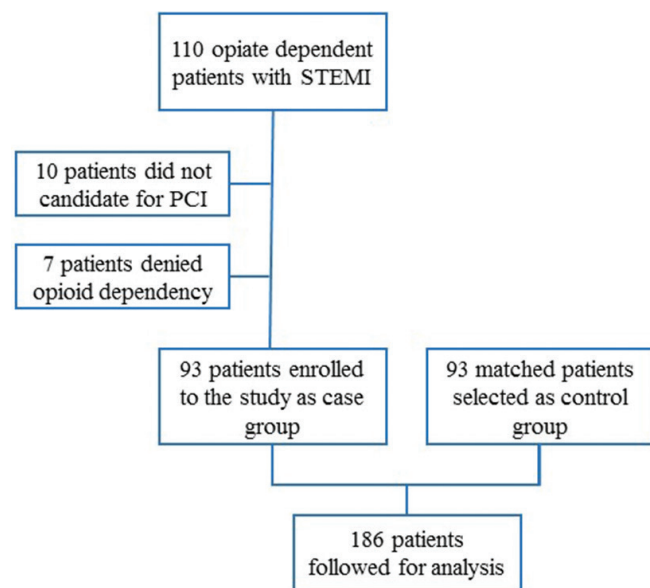 110 opiate dependent
patients with STEMI
10 patients did not
candidate for PCI
7 patients denied
opioid dependency
93 patients enrolled
to the study as case
group
93 matched patients
selected as control
group
186 patients
followed for analysis